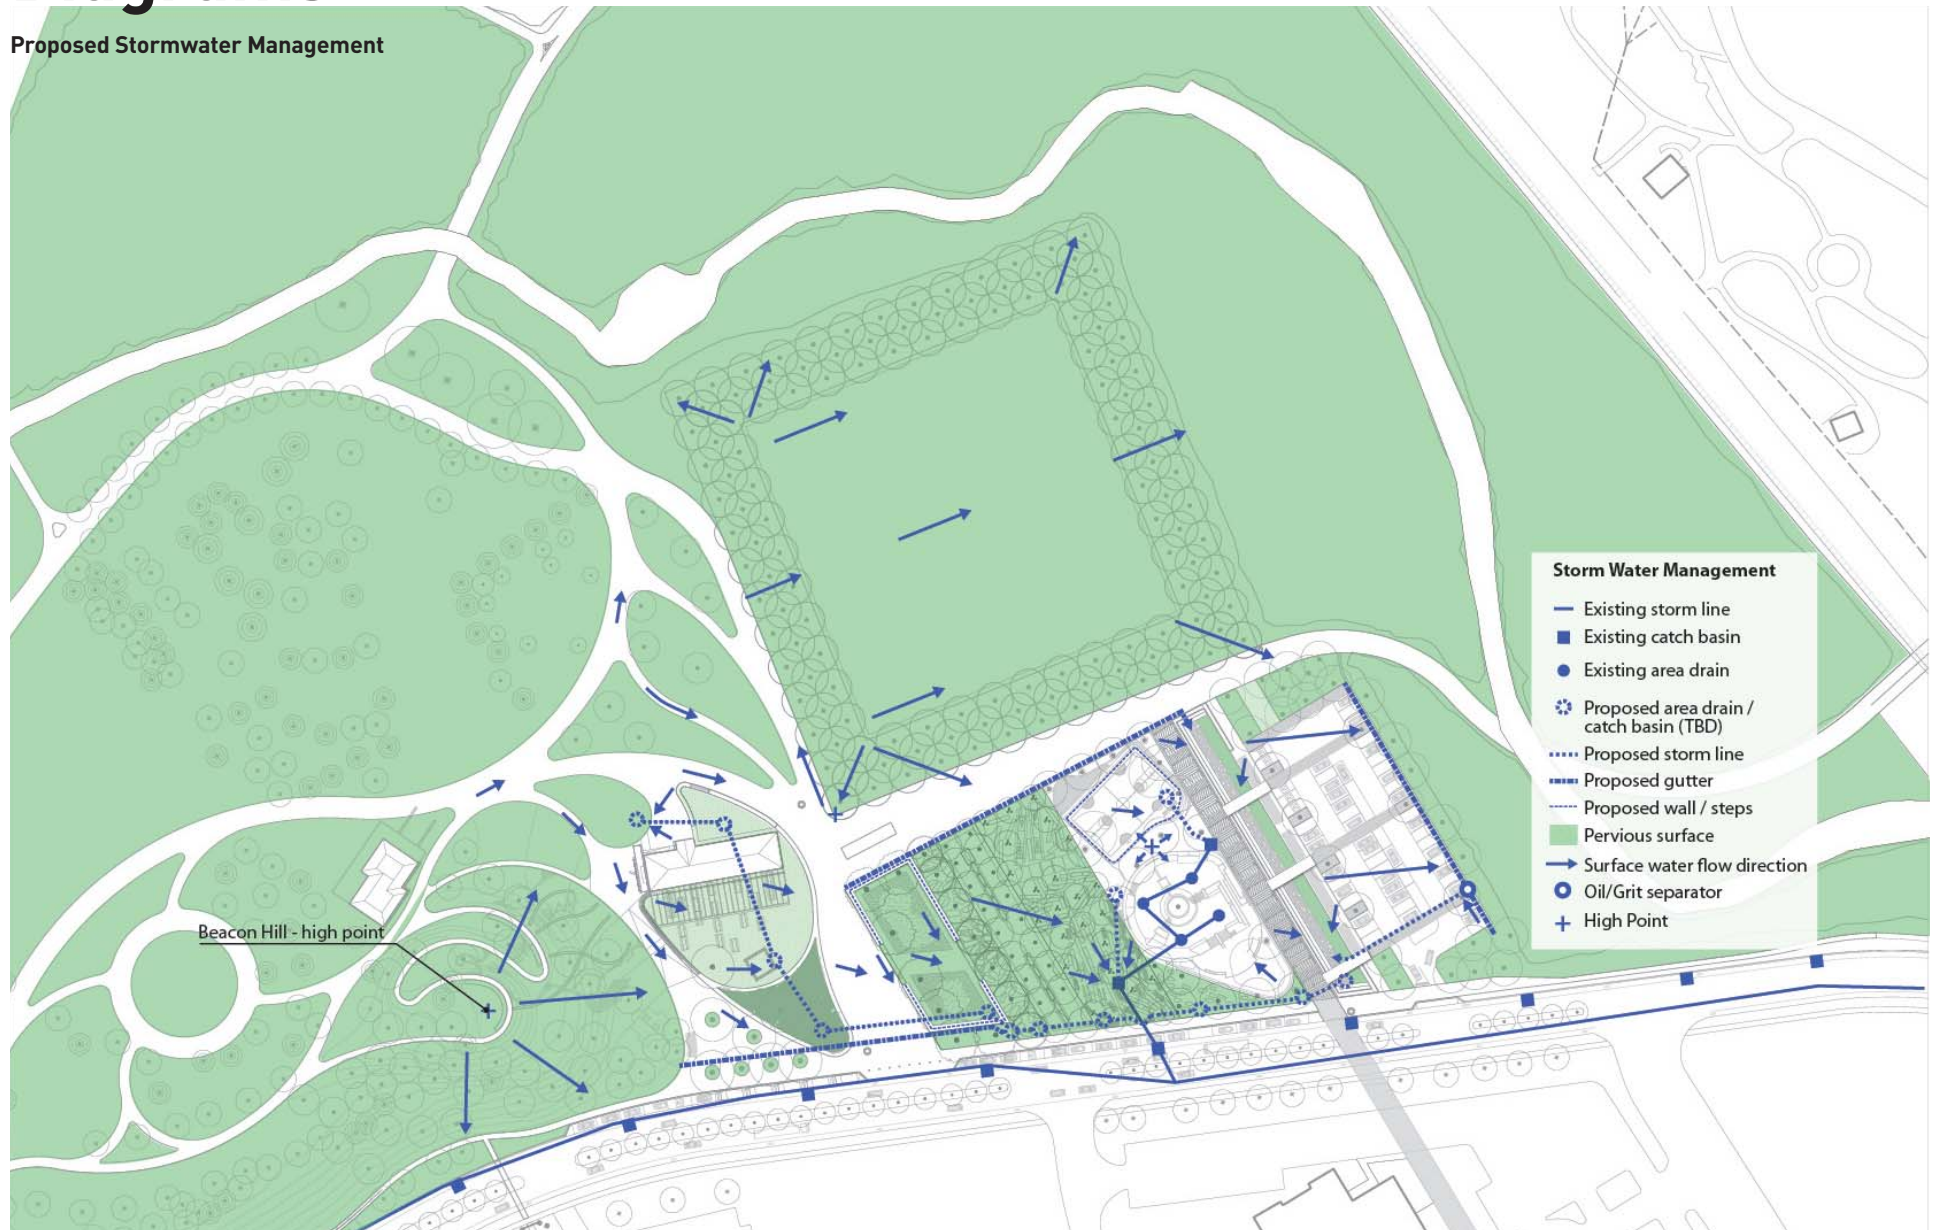 Proposed Stormwater Management
Storm Water Management
Existing storm line
Existing catch basin
Existing area drain
Proposed area drain /
catch basin (TBD)
Proposed storm line
Proposed gutter
Proposed wall / steps
Pervious surface
Surface water flow direction
Oil/Grit separator
High Point
Beacon Hill - high point